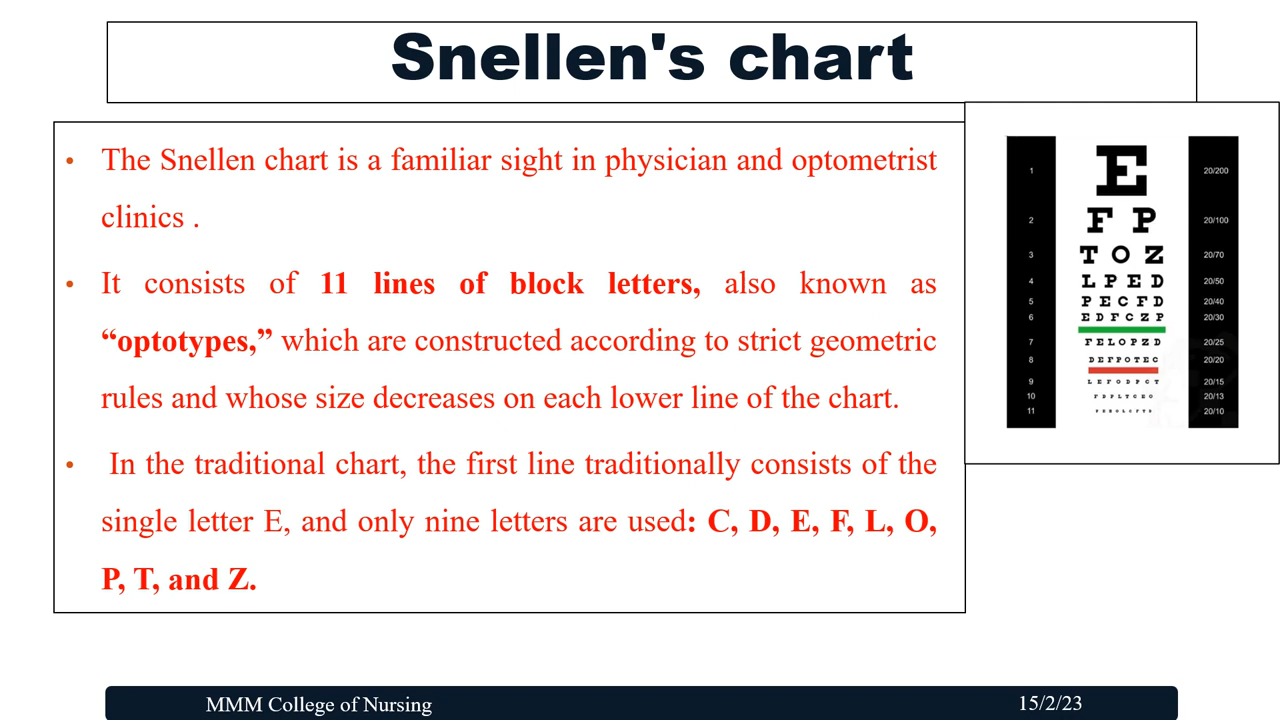 Snellen's chart
• The Snellen chart is a familiar sight in physician and optometrist
clinics .
• It consists of 11 lines of block letters, also known as
“optotypes,” which are constructed according to strict geometric
rules and whose size decreases on each lower line of the chart.
• In the traditional chart, the first line traditionally consists of the
single letter E, and only nine letters are used: C, D, E, F, L, O,
P, T, and Z.
1 E 20/200
2 F P 20/100
3 T O Z 20/70
4 L P E D 20/50
5 P E C F D 20/40
6 E D F C Z P 20/30
7 F E L O P Z D 20/25
8 D E F P O T E C 20/20
9 L E F O D P C T 20/15
10 F D P L T C E O 20/13
11 20/10
MMM College of Nursing 15/2/23